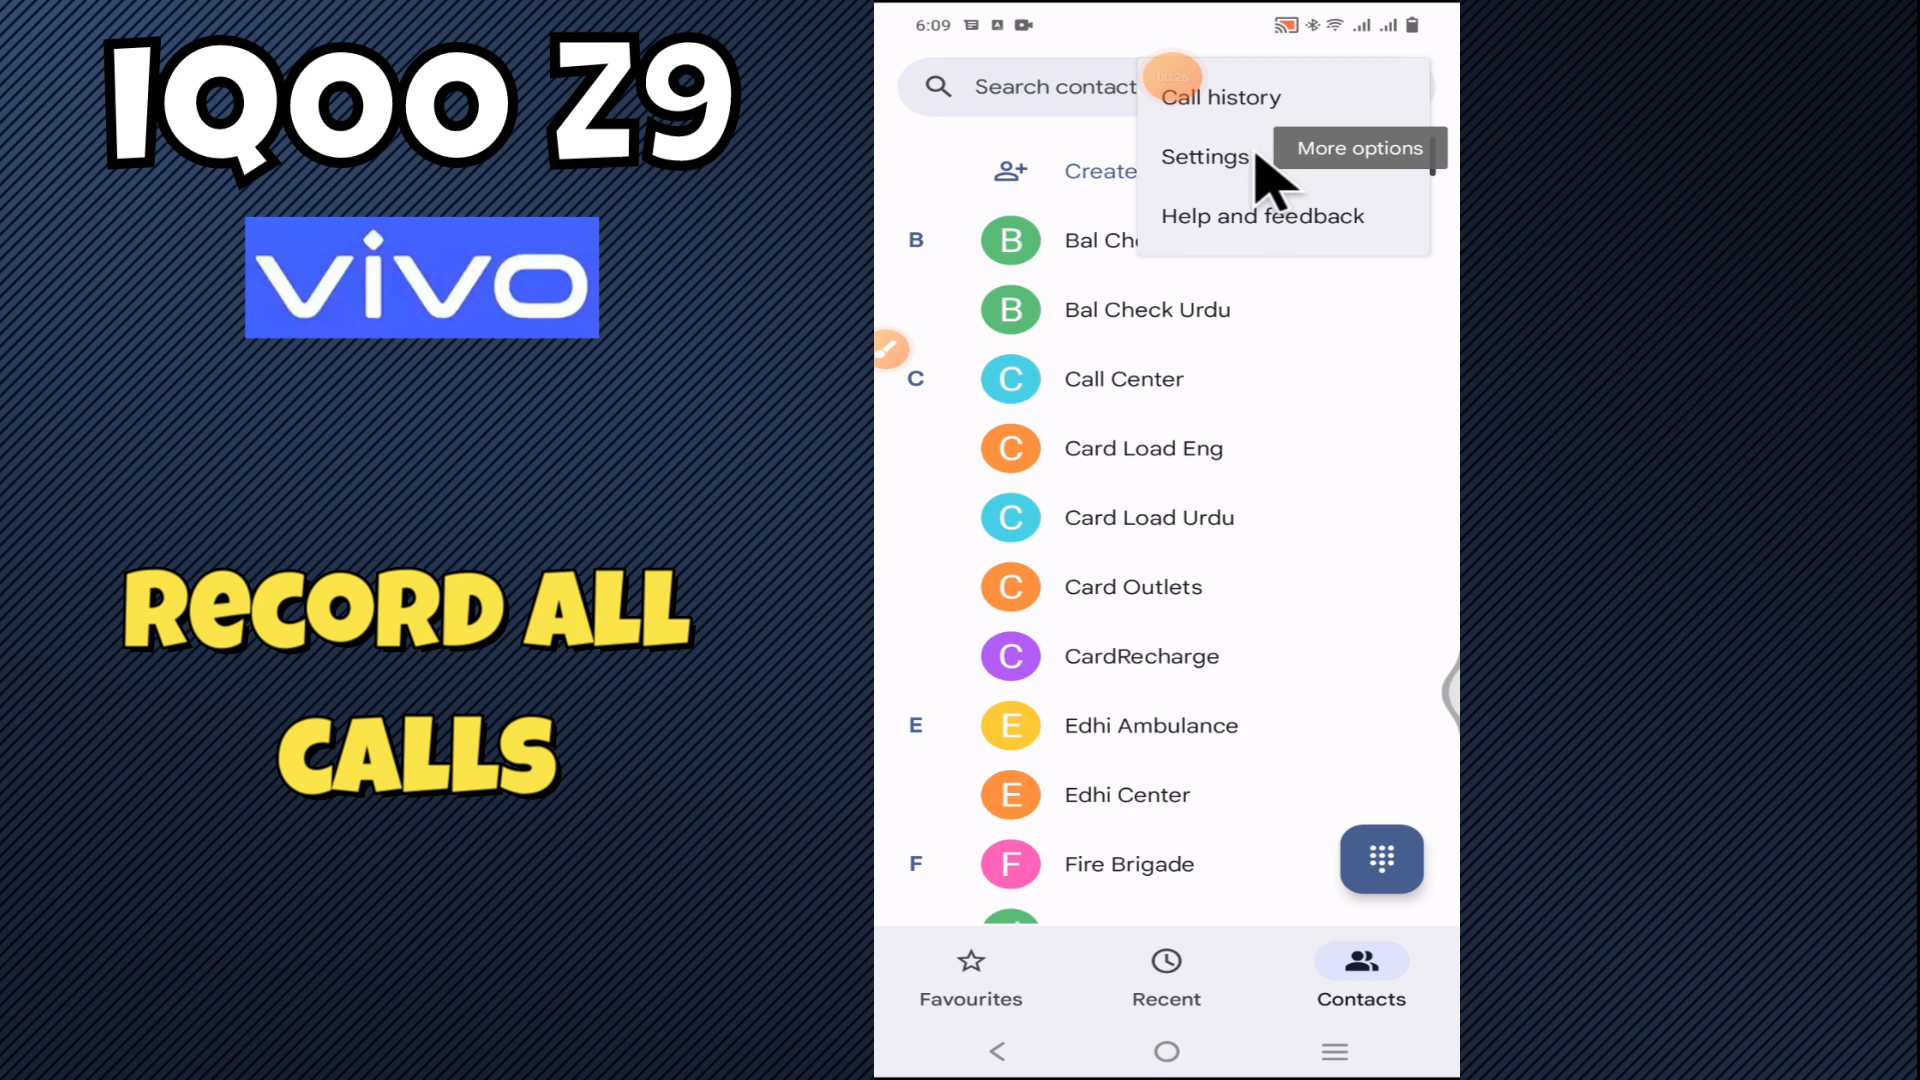 IQOO Z9
vivo
RECORD ALL
CALLS
6:09
Search contact
00:26
Call history
More options
Settings
Help and feedback
Create
B
B
Bal Ch
B
Bal Check Urdu
C
C
Call Center
C
Card Load Eng
C
Card Load Urdu
C
Card Outlets
C
CardRecharge
E
E
Edhi Ambulance
E
Edhi Center
F
F
Fire Brigade
Favourites
Recent
Contacts